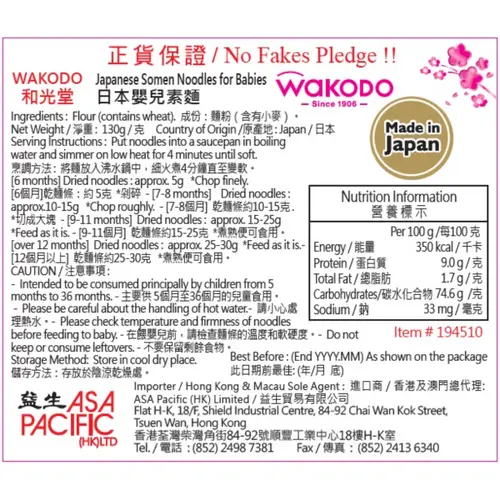 正貨保證 / No Fakes Pledge !!
WAKODO Japanese Somen Noodles for Babies
和光堂 日本嬰兒素麵
WAKODO
Since 1906
Ingredients : Flour (contains wheat). 成份：麵粉（含有小麥）。
Net Weight / 淨重：130g / 克 Country of Origin /原產地 : Japan / 日本
Serving Instructions : Put noodles into a saucepan in boiling
water and simmer on low heat for 4 minutes until soft.
烹調方法：將麵放入沸水鍋中，細火煮4分鐘直至變軟。
[6 months] Dried noodles : approx. 5g *Chop finely.
[6個月]乾麵條：約 5克 *剁碎 - [7-8 months] Dried noodles :
approx.10-15g *Chop roughly. - [7-8個月] 乾麵條約10-15克.
*切成大塊 - [9-11 months] Dried noodles : approx. 15-25g
*Feed as it is. - [9-11個月] 乾麵條約15-25克 *煮熟便可食用。
[over 12 months] Dried noodles : approx. 25-30g *Feed as it is.-
[12個月以上] 乾麵條約25-30克 *煮熟便可食用。
CAUTION / 注意事項 :
- Intended to be consumed principally by children from 5
months to 36 months. - 主要供 5個月至36個月的兒童食用。
- Please be careful about the handling of hot water.- 請小心處
理熱水。- Please check temperature and firmness of noodles
before feeding to baby. - 在餵嬰兒前，請檢查麵條的溫度和軟硬度。 - Do not
keep or consume leftovers. - 不要保留剩餘食物。
Storage Method: Store in cool dry place.
儲存方法：存放於陰涼乾燥處。
Made in
Japan
Nutrition Information
營養標示
Per 100 g /每100 克
Energy / 能量 350 kcal / 千卡
Protein / 蛋白質 9.0 g / 克
Total Fat / 總脂肪 1.7 g / 克
Carbohydrates/碳水化合物 74.6 g /克
Sodium / 鈉 33 mg / 毫克
Item # 194510
Best Before : (End YYYY.MM) As shown on the package
此日期前最佳: (年/月 底)
益生 ASA
PACIFIC
(HK)LTD
Importer / Hong Kong & Macau Sole Agent : 進口商 / 香港及澳門總代理:
ASA Pacific (HK) Limited / 益生貿易有限公司
Flat H-K, 18/F, Shield Industrial Centre, 84-92 Chai Wan Kok Street,
Tsuen Wan, Hong Kong
香港荃灣柴灣角街84-92號順豐工業中心18樓H-K室
Tel. / 電話 : (852) 2498 7381 Fax / 傳真 : (852) 2413 6340